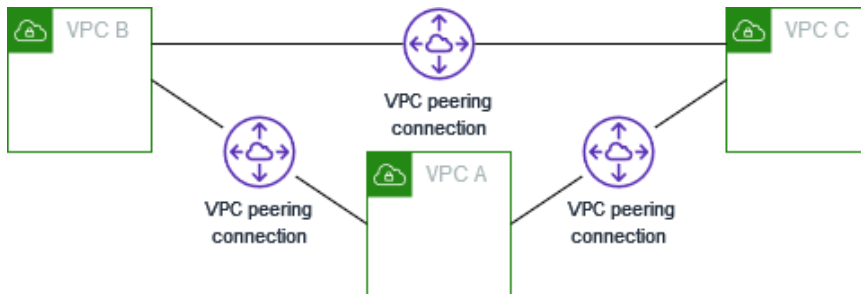 VPC B
VPC C
VPC peering
connection
VPC A
VPC peering
connection
VPC peering
connection